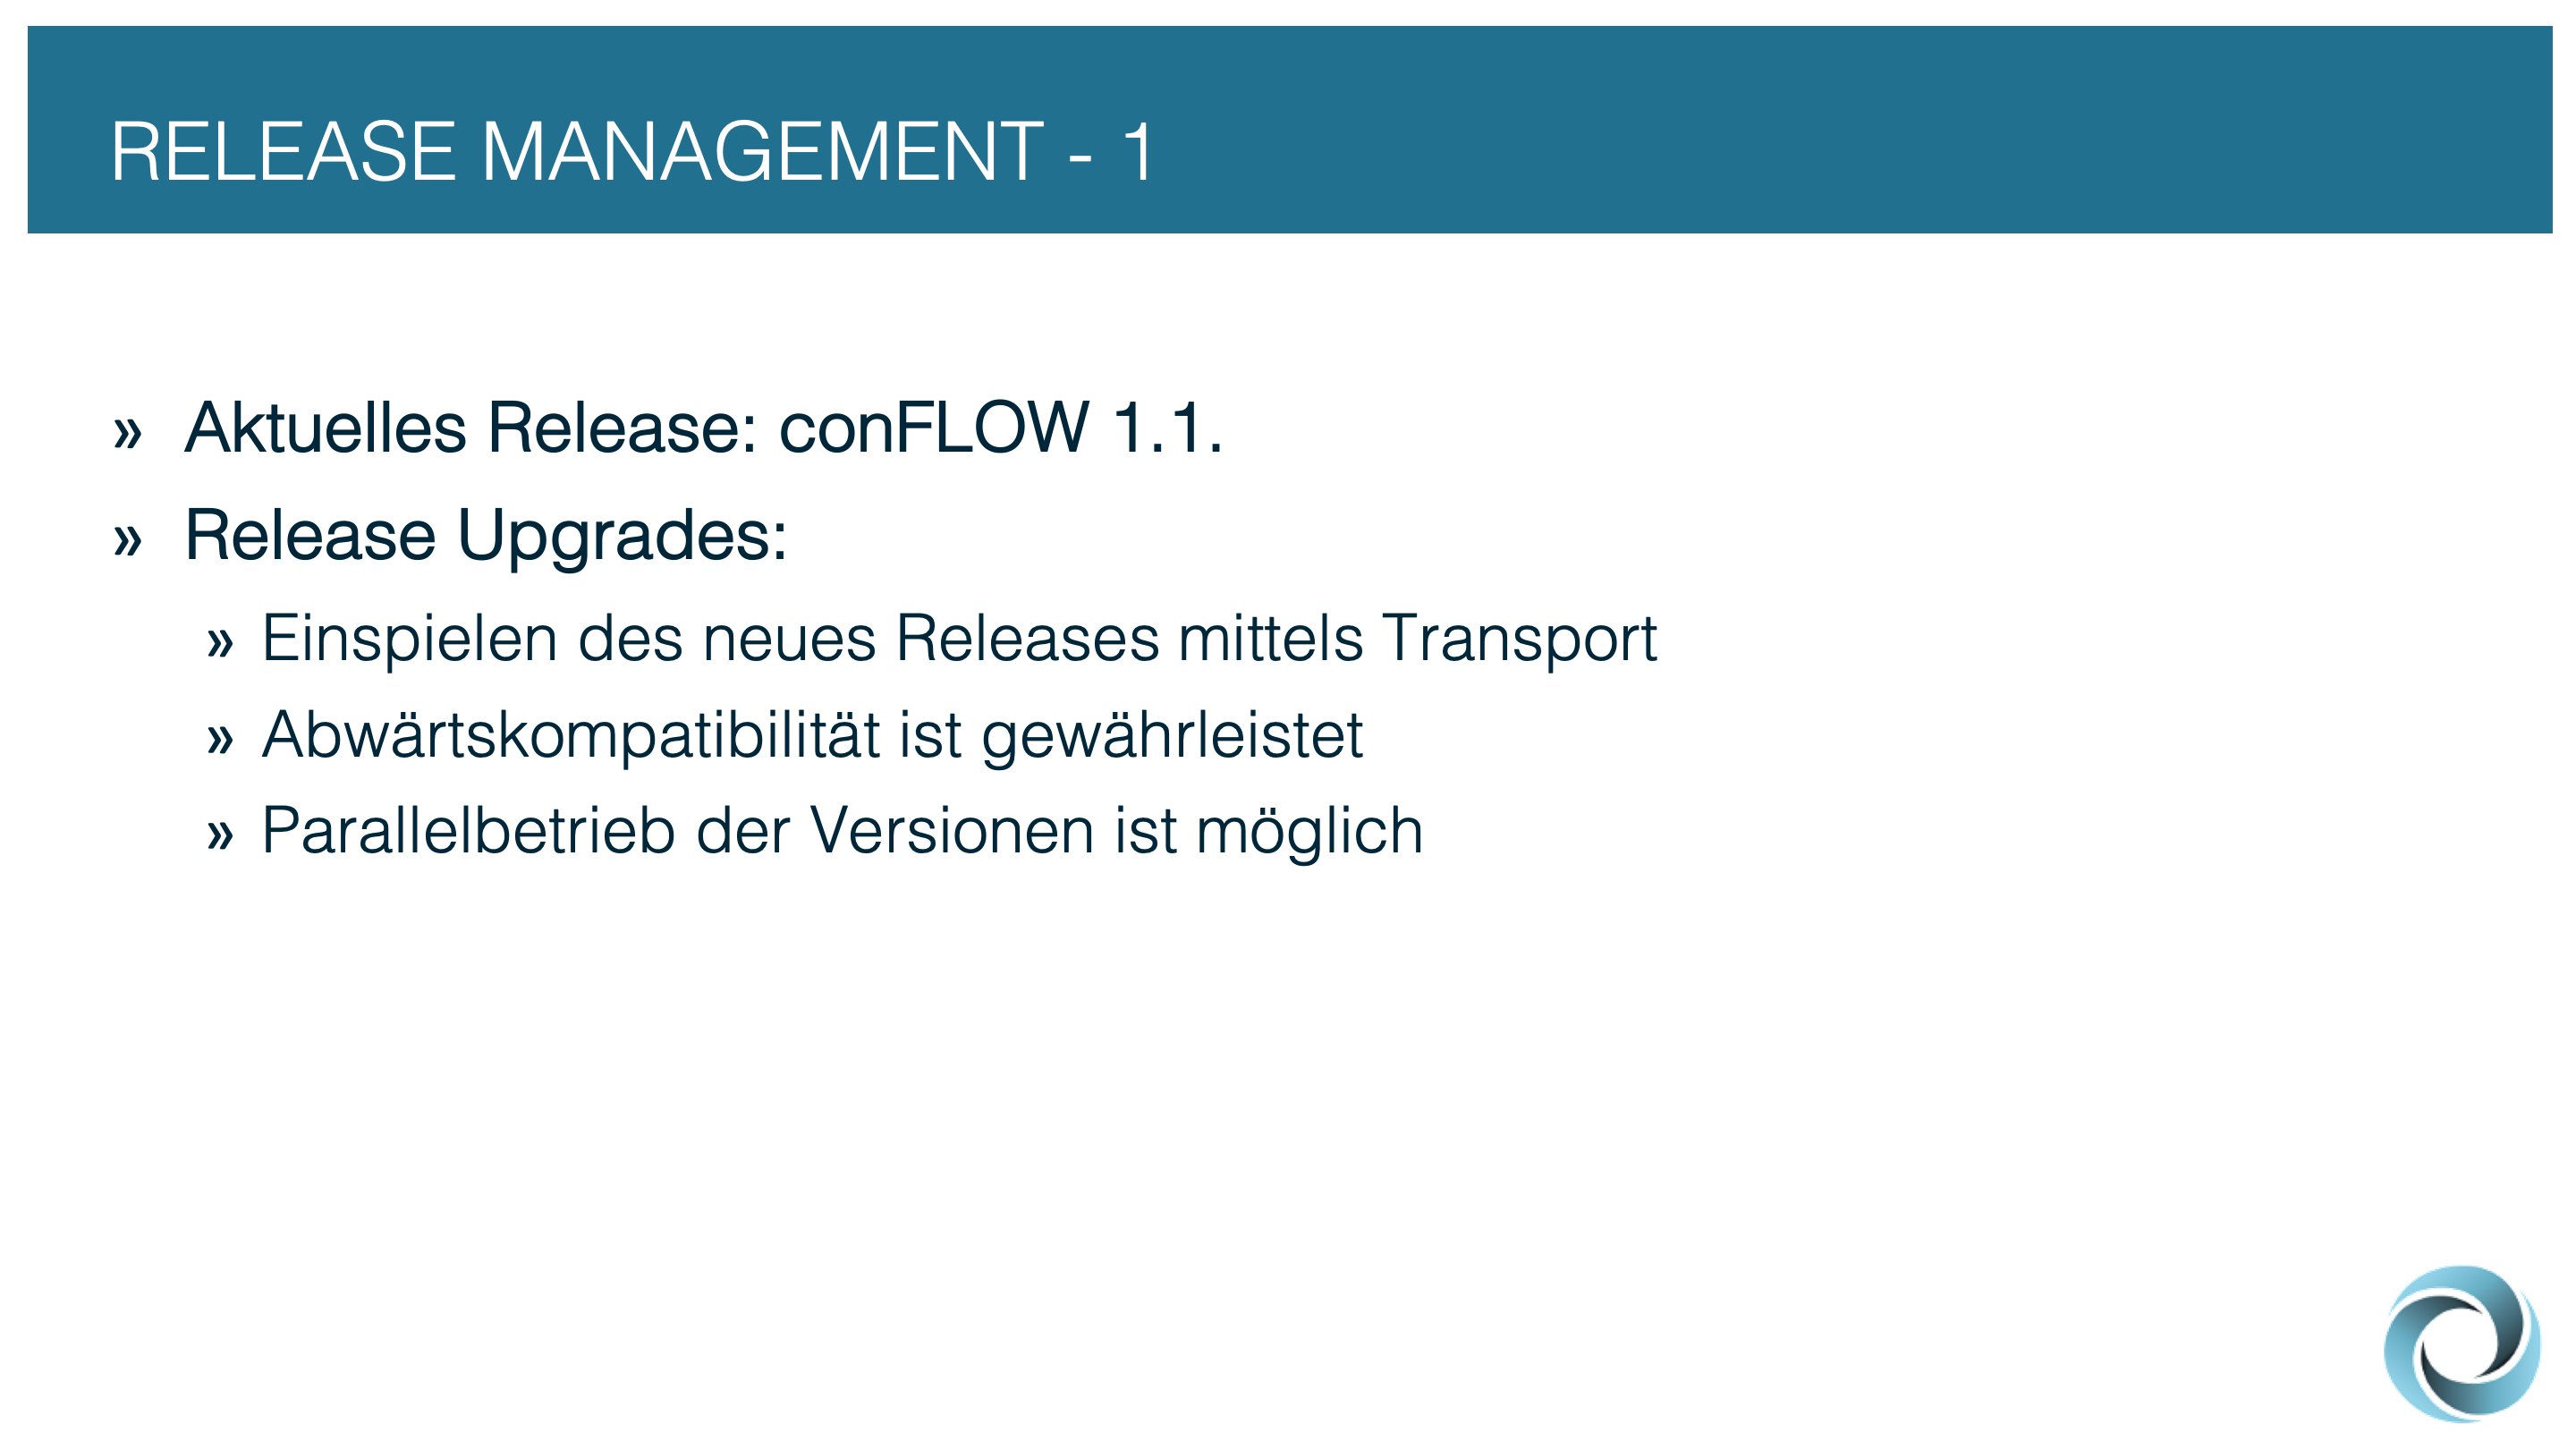 RELEASE MANAGEMENT - 1
» Aktuelles Release: conFLOW 1.1.
» Release Upgrades:
» Einspielen des neues Releases mittels Transport
» Abwärtskompatibilität ist gewährleistet
» Parallelbetrieb der Versionen ist möglich